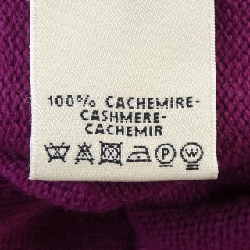 100% CACHEMIRE-
CASHMERE-
CACHEMIR
P W